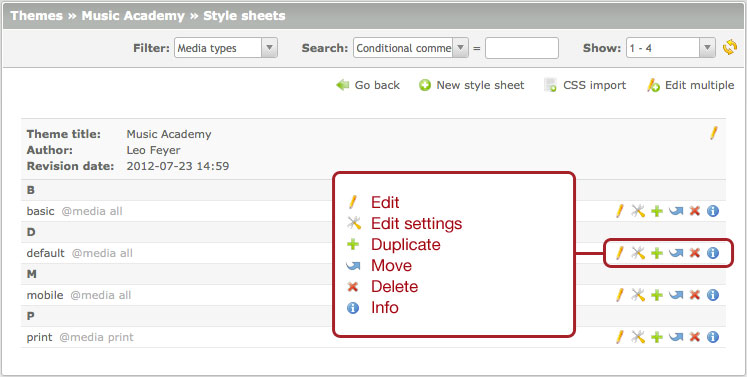 Themes » Music Academy » Style sheets
Filter: Media types Search: Conditional comme = Show: 1 - 4
Go back New style sheet CSS import Edit multiple
Theme title: Music Academy
Author: Leo Feyer
Revision date: 2012-07-23 14:59
B
basic @media all
D
default @media all
M
mobile @media all
P
print @media print
Edit
Edit settings
Duplicate
Move
Delete
Info